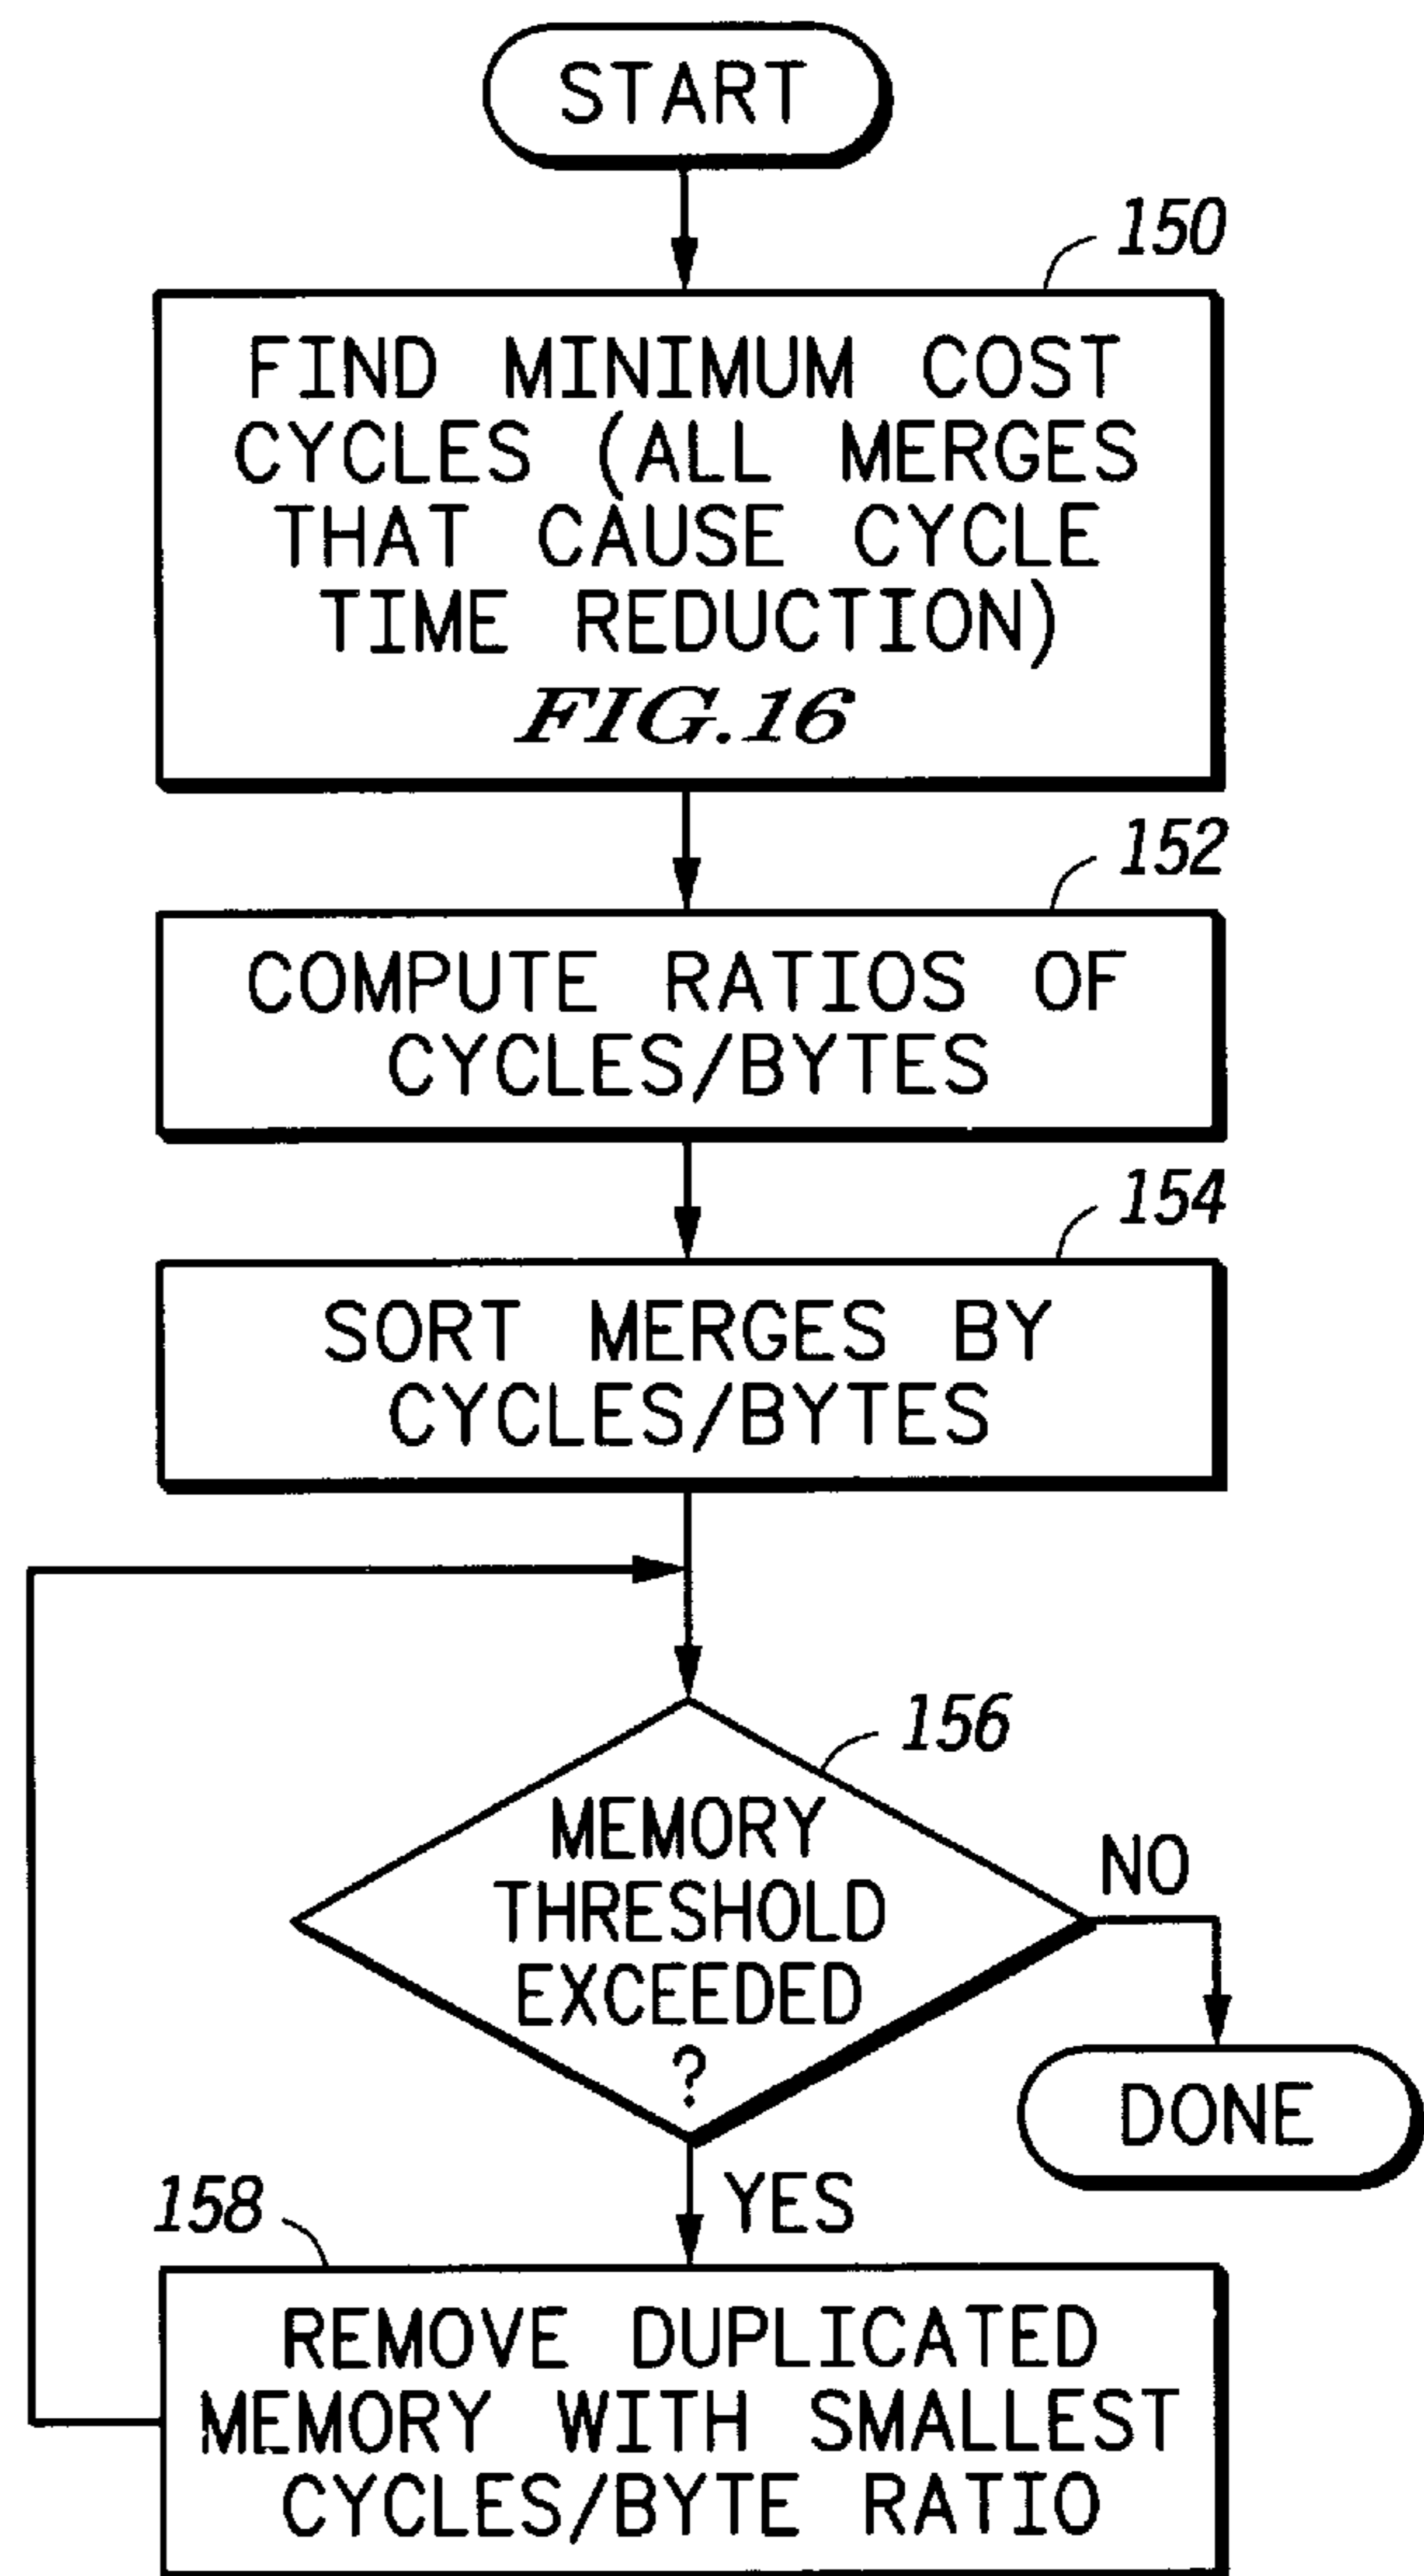 START
150
FIND MINIMUM COST
CYCLES (ALL MERGES
THAT CAUSE CYCLE
TIME REDUCTION)
FIG.16
152
COMPUTE RATIOS OF
CYCLES/BYTES
154
SORT MERGES BY
CYCLES/BYTES
156
MEMORY
THRESHOLD
EXCEEDED
?
NO
DONE
YES
158
REMOVE DUPLICATED
MEMORY WITH SMALLEST
CYCLES/BYTE RATIO